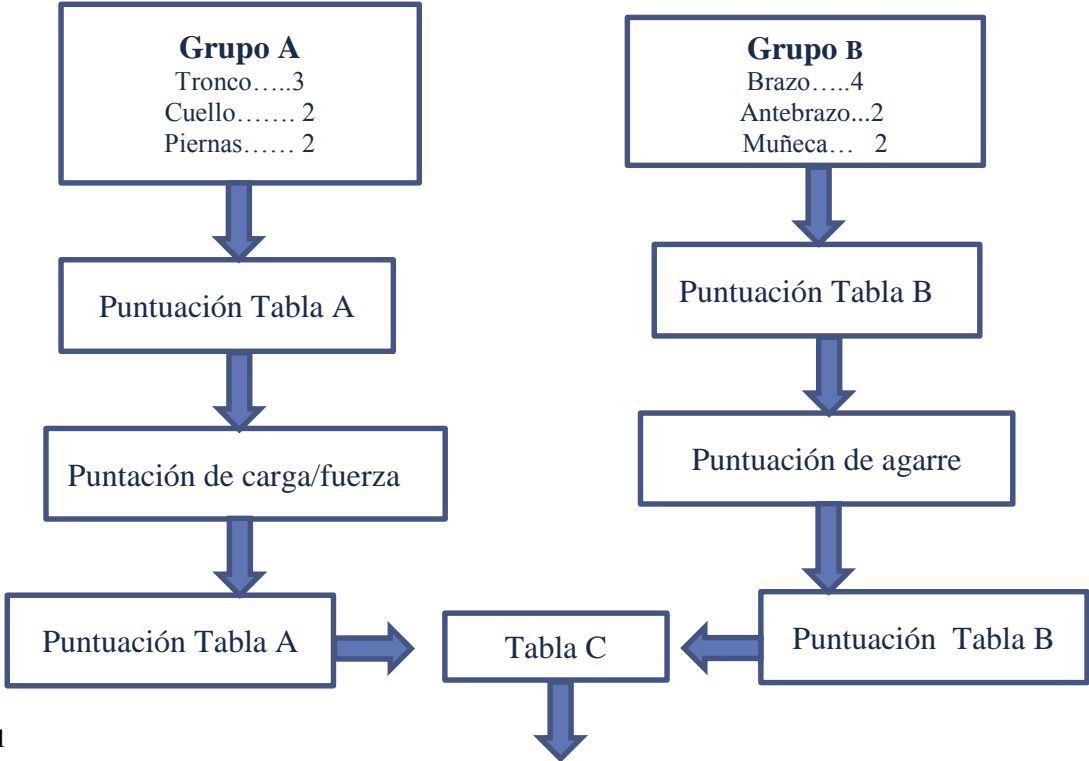 Grupo A
Tronco…..3
Cuello……. 2
Piernas…… 2
Grupo B
Brazo…..4
Antebrazo...2
Muñeca… 2
Puntuación Tabla A
Puntuación Tabla B
Puntación de carga/fuerza
Puntuación de agarre
Puntuación Tabla A
Tabla C
Puntuación Tabla B